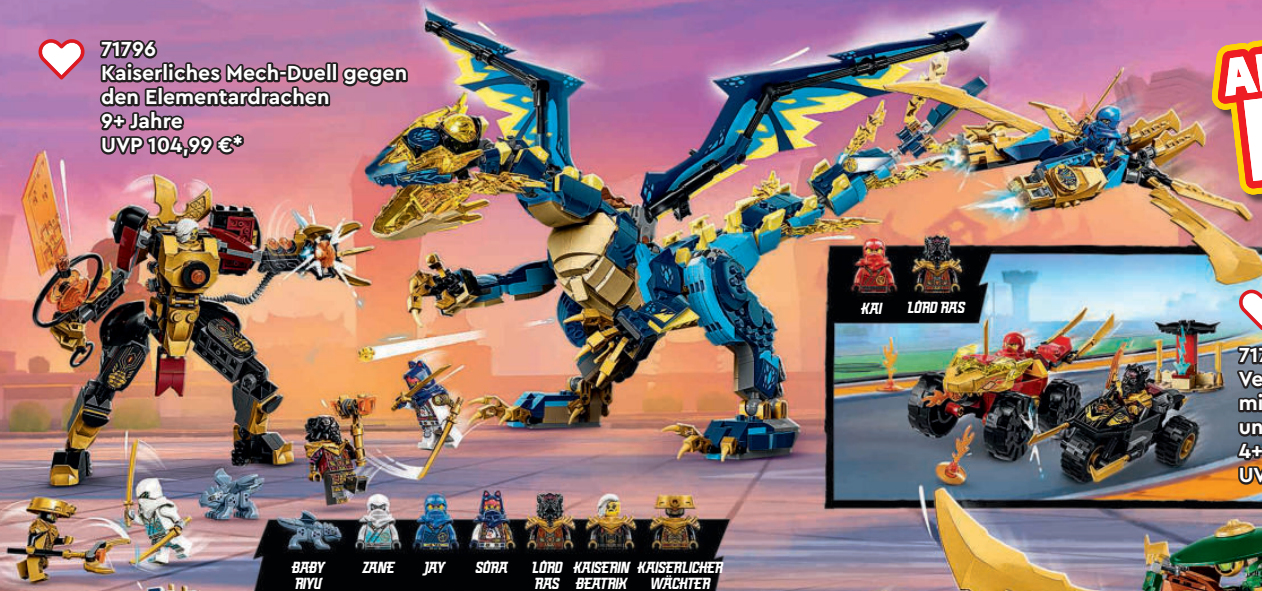 71796
Kaiserliches Mech-Duell gegen
den Elementardrachen
9+ Jahre
UVP 104,99 €*
KAI
LORD RAS
4+
BABY
RIYU
ZANE
JAY
SORA
LORD
RAS
KAISERIN
BEATRIX
KAISERLICHER
WÄCHTER